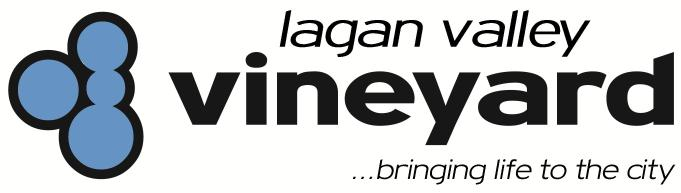 lagan valley
vineyard
...bringing life to the city